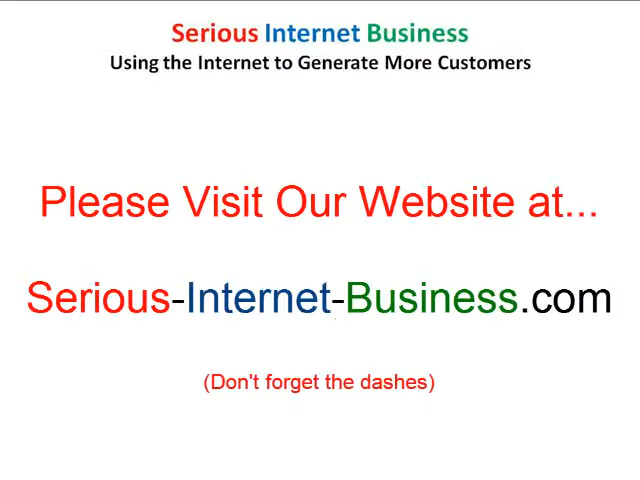 Serious Internet Business
Using the Internet to Generate More Customers
Please Visit Our Website at...
Serious-Internet-Business.com
(Don't forget the dashes)